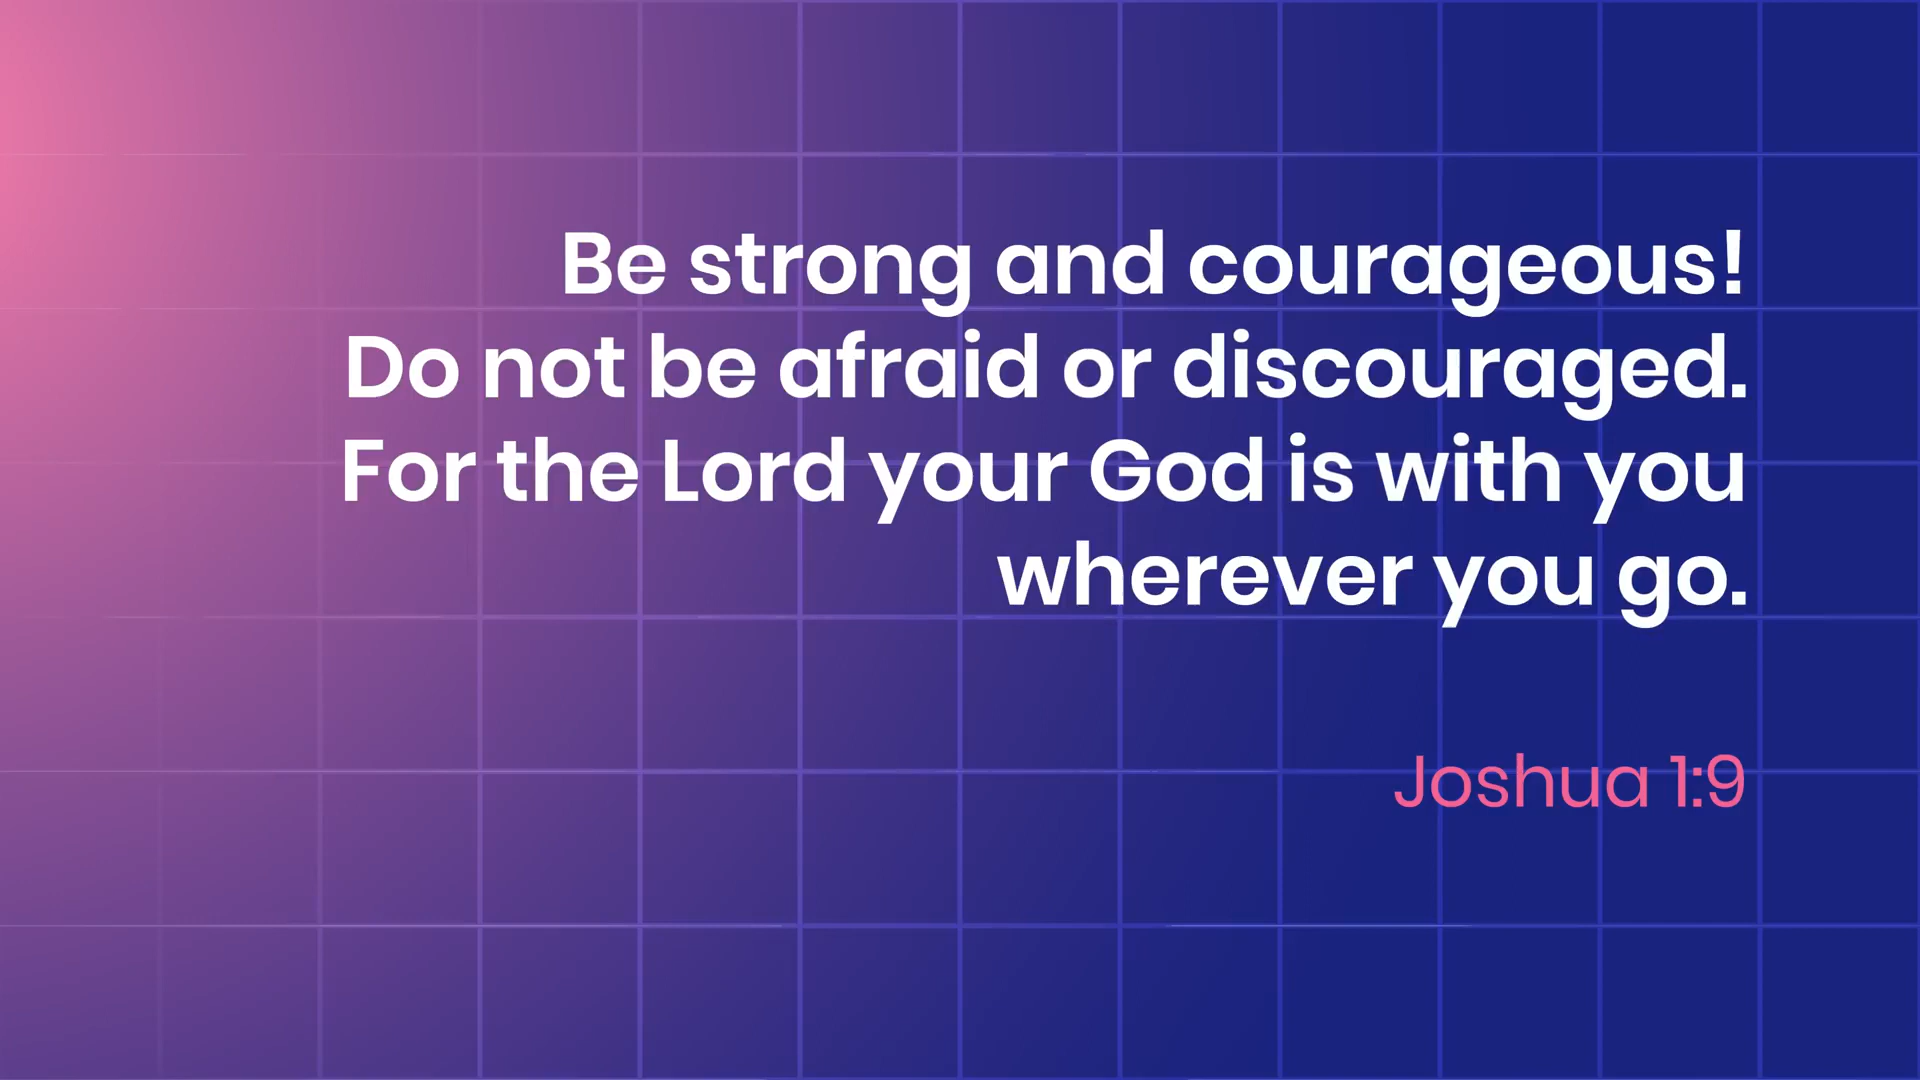 Be strong and courageous!
Do not be afraid or discouraged.
For the Lord your God is with you
wherever you go.
Joshua 1:9